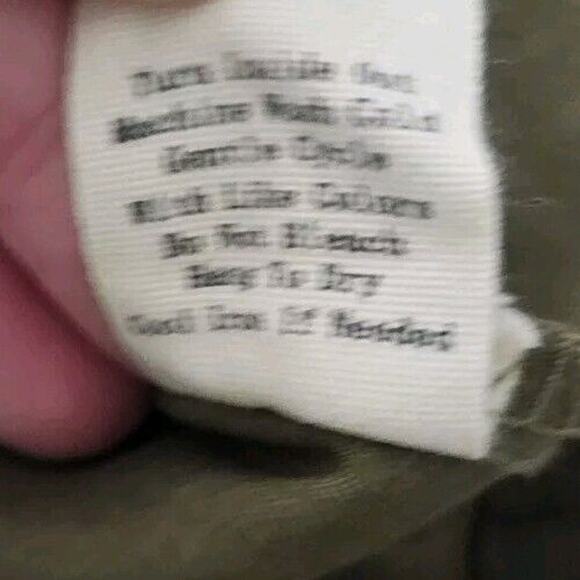 Turn Inside Out
Machine Wash Cold
Gentle Cycle
With Like Colours
Do Not Bleach
Hang To Dry
Cool Iron If Needed